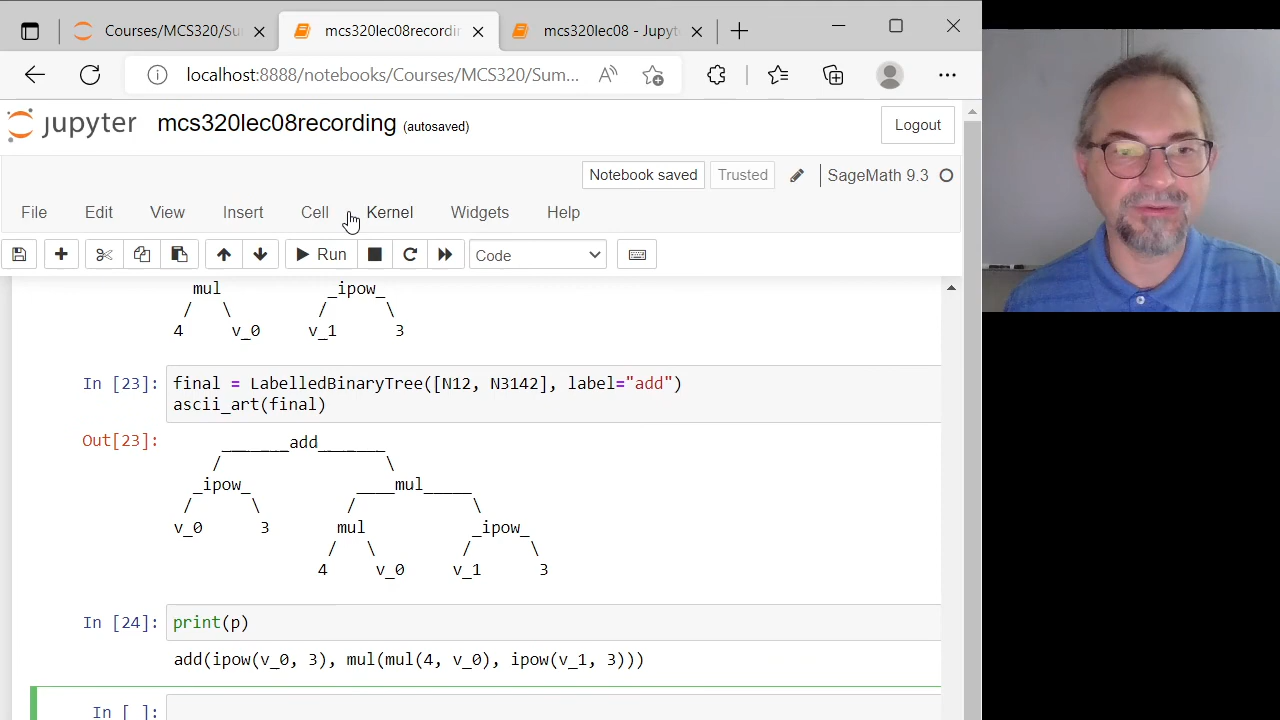 Courses/MCS320/Sum
mcs320lec08recordin
mcs320lec08 - Jupyte
localhost:8888/notebooks/Courses/MCS320/Sum...
jupyter mcs320lec08recording (autosaved)
Logout
Notebook saved Trusted SageMath 9.3
File Edit View Insert Cell Kernel Widgets Help
Run Code
mul _ipow_
/ \ / \
4 v_0 v_1 3
In [23]: final = LabelledBinaryTree([N12, N3142], label="add")
ascii_art(final)
Out[23]: _______add_______
/ \
_ipow_ ____mul_____
/ \ / \
v_0 3 mul _ipow_
/ \ / \
4 v_0 v_1 3
In [24]: print(p)
add(ipow(v_0, 3), mul(mul(4, v_0), ipow(v_1, 3)))
In [ ]: